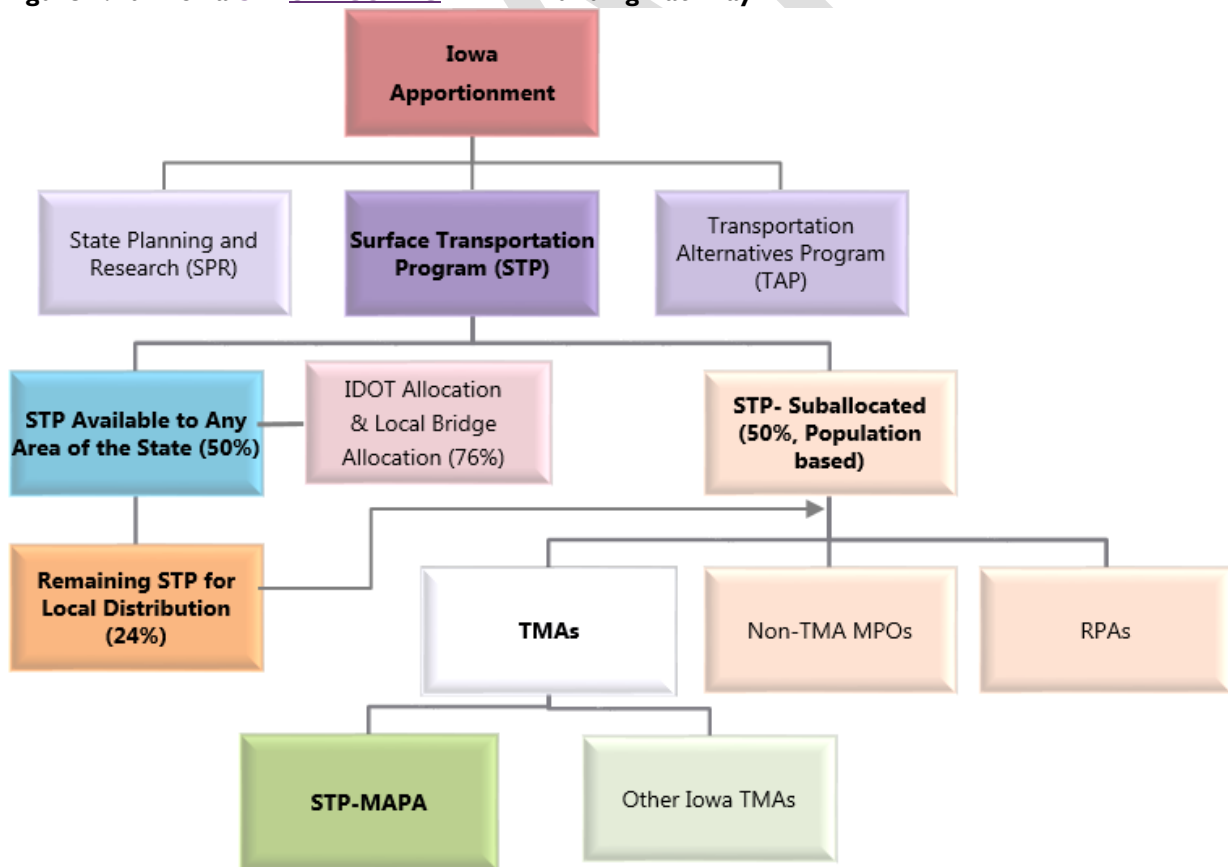 Iowa
Apportionment
State Planning and
Research (SPR)
Surface Transportation
Program (STP)
Transportation
Alternatives Program
(TAP)
STP Available to Any
Area of the State (50%)
IDOT Allocation
& Local Bridge
Allocation (76%)
STP- Suballocated
(50%, Population
based)
Remaining STP for
Local Distribution
(24%)
TMAs
Non-TMA MPOs
RPAs
STP-MAPA
Other Iowa TMAs